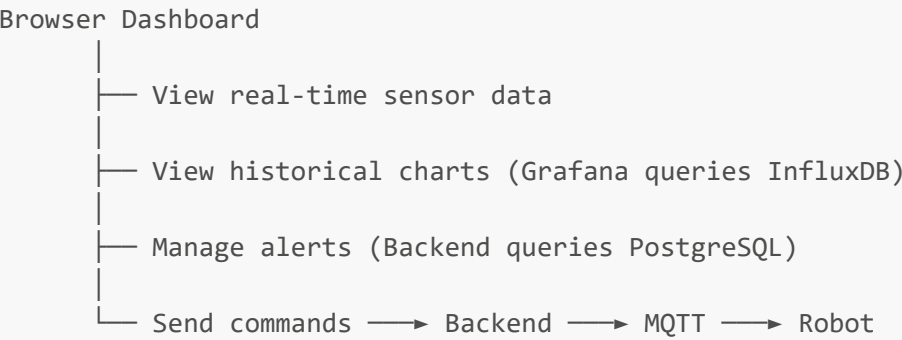 Browser Dashboard
│
├── View real-time sensor data
│
├── View historical charts (Grafana queries InfluxDB)
│
├── Manage alerts (Backend queries PostgreSQL)
│
└── Send commands ──► Backend ──► MQTT ──► Robot